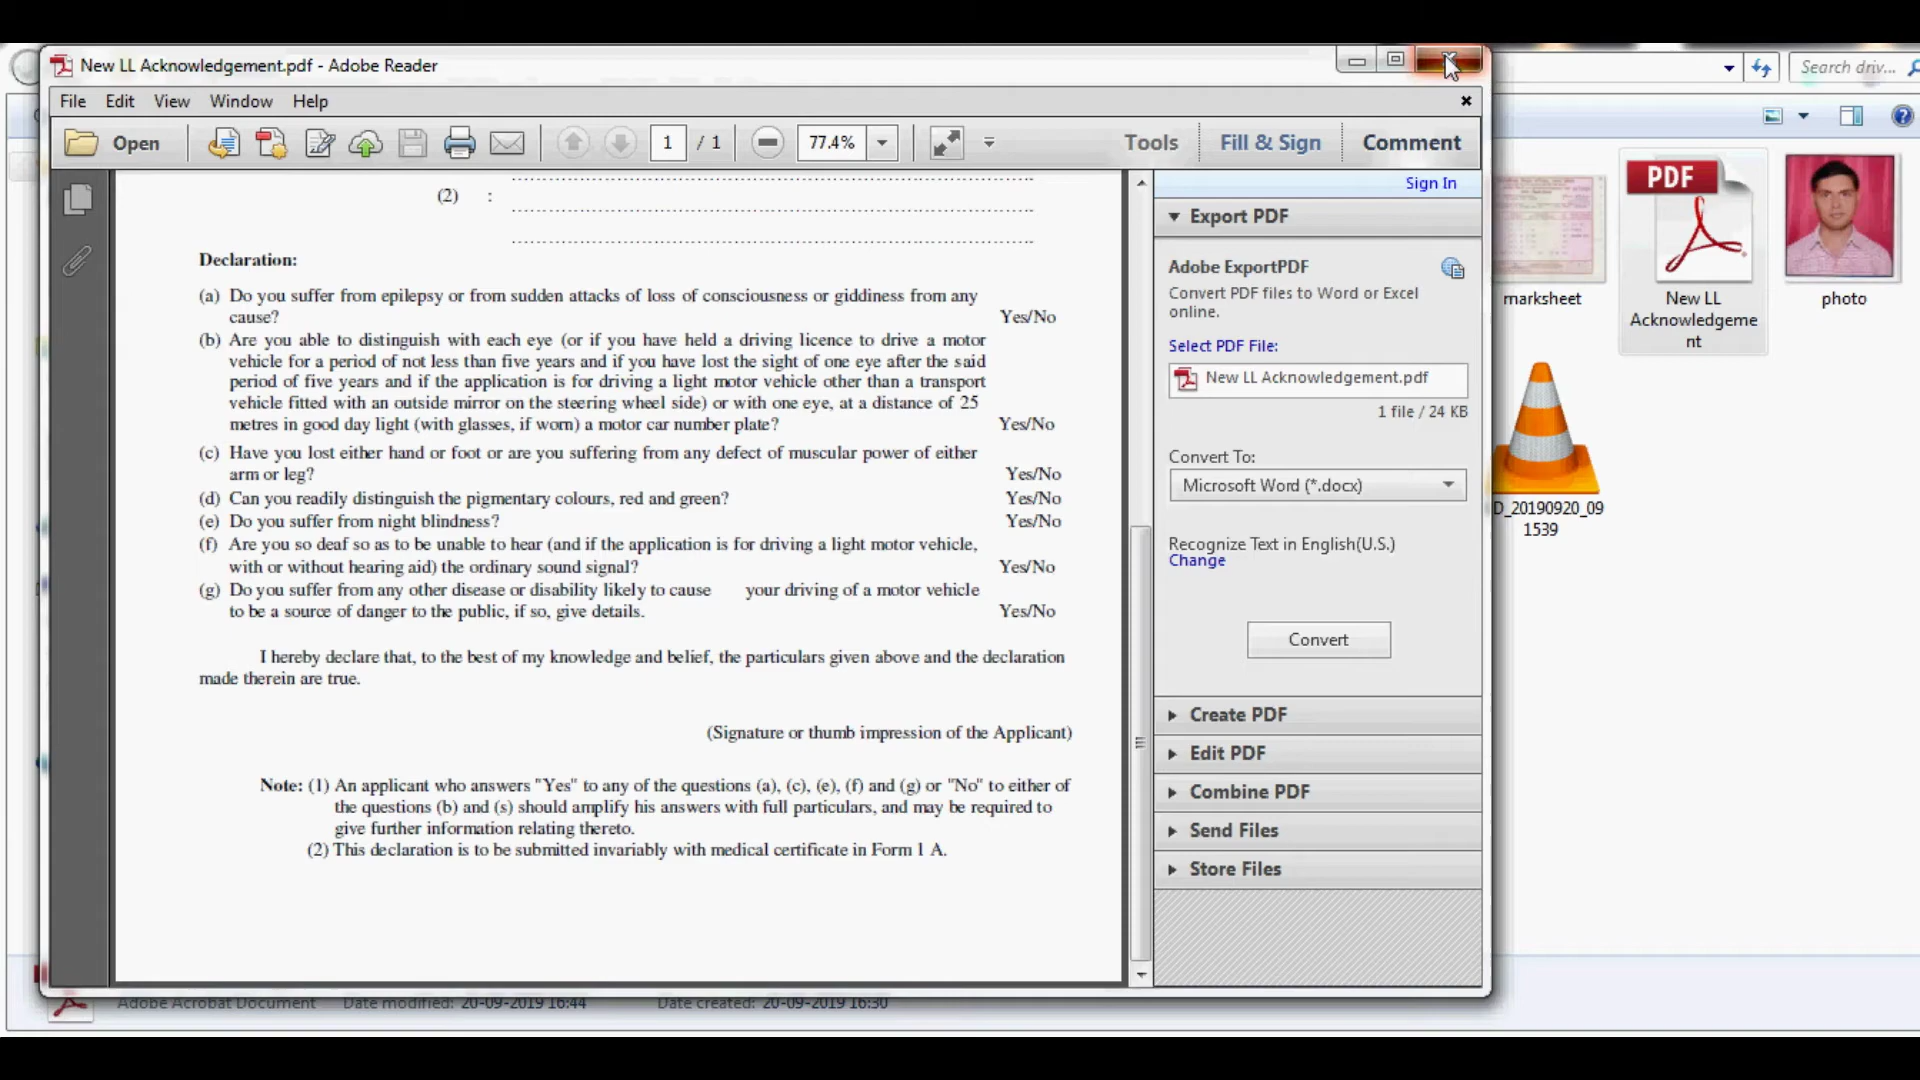 New LL Acknowledgement.pdf - Adobe Reader
Search driv...
File Edit View Window Help
Open
1 / 1
77.4%
Tools Fill & Sign Comment
Sign In
(2) :
Declaration:
(a) Do you suffer from epilepsy or from sudden attacks of loss of consciousness or giddiness from any
cause? Yes/No
(b) Are you able to distinguish with each eye (or if you have held a driving licence to drive a motor
vehicle for a period of not less than five years and if you have lost the sight of one eye after the said
period of five years and if the application is for driving a light motor vehicle other than a transport
vehicle fitted with an outside mirror on the steering wheel side) or with one eye, at a distance of 25
metres in good day light (with glasses, if worn) a motor car number plate? Yes/No
(c) Have you lost either hand or foot or are you suffering from any defect of muscular power of either
arm or leg? Yes/No
(d) Can you readily distinguish the pigmentary colours, red and green? Yes/No
(e) Do you suffer from night blindness? Yes/No
(f) Are you so deaf so as to be unable to hear (and if the application is for driving a light motor vehicle,
with or without hearing aid) the ordinary sound signal? Yes/No
(g) Do you suffer from any other disease or disability likely to cause your driving of a motor vehicle
to be a source of danger to the public, if so, give details. Yes/No
I hereby declare that, to the best of my knowledge and belief, the particulars given above and the declaration
made therein are true.
(Signature or thumb impression of the Applicant)
Note: (1) An applicant who answers "Yes" to any of the questions (a), (c), (e), (f) and (g) or "No" to either of
the questions (b) and (s) should amplify his answers with full particulars, and may be required to
give further information relating thereto.
(2) This declaration is to be submitted invariably with medical certificate in Form 1 A.
Export PDF
Adobe ExportPDF
Convert PDF files to Word or Excel
online.
Select PDF File:
New LL Acknowledgement.pdf
1 file / 24 KB
Convert To:
Microsoft Word (*.docx)
Recognize Text in English(U.S.)
Change
Convert
Create PDF
Edit PDF
Combine PDF
Send Files
Store Files
marksheet
PDF
New LL
Acknowledgeme
nt
photo
D_20190920_09
1539
Adobe Acrobat Document Date modified: 20-09-2019 16:44 Date created: 20-09-2019 16:30